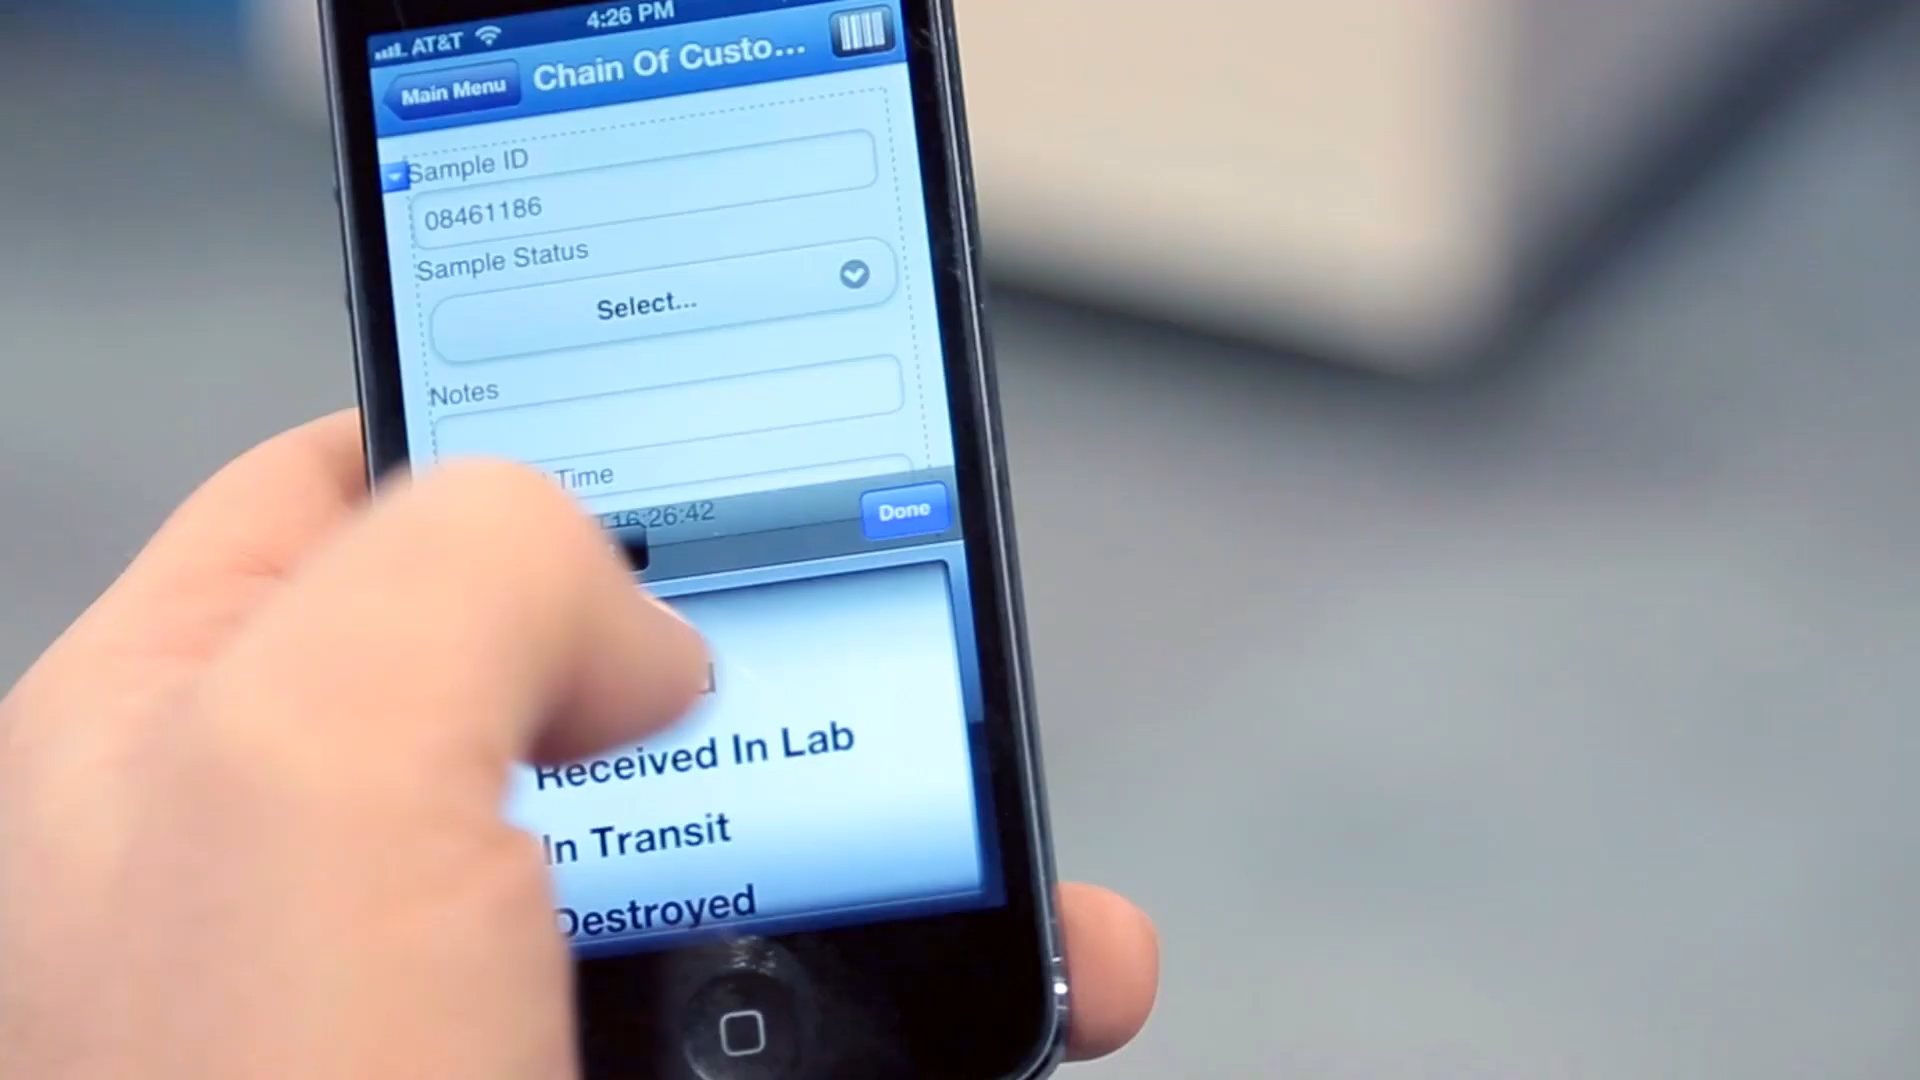 AT&T 4:26 PM
Main Menu Chain Of Custo...
Sample ID
08461186
Sample Status
Select...
Notes
Time
16:26:42
Done
Received In Lab
In Transit
Destroyed